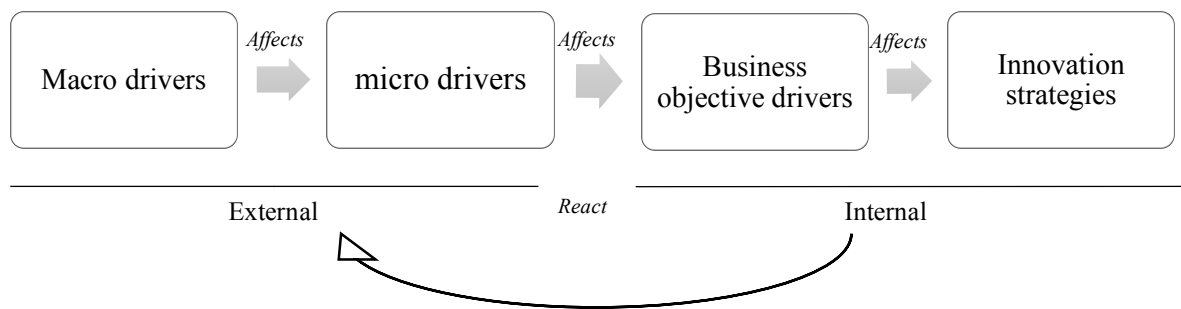 Affects
Affects
Affects
Macro drivers
micro drivers
Business
objective drivers
Innovation
strategies
External
React
Internal